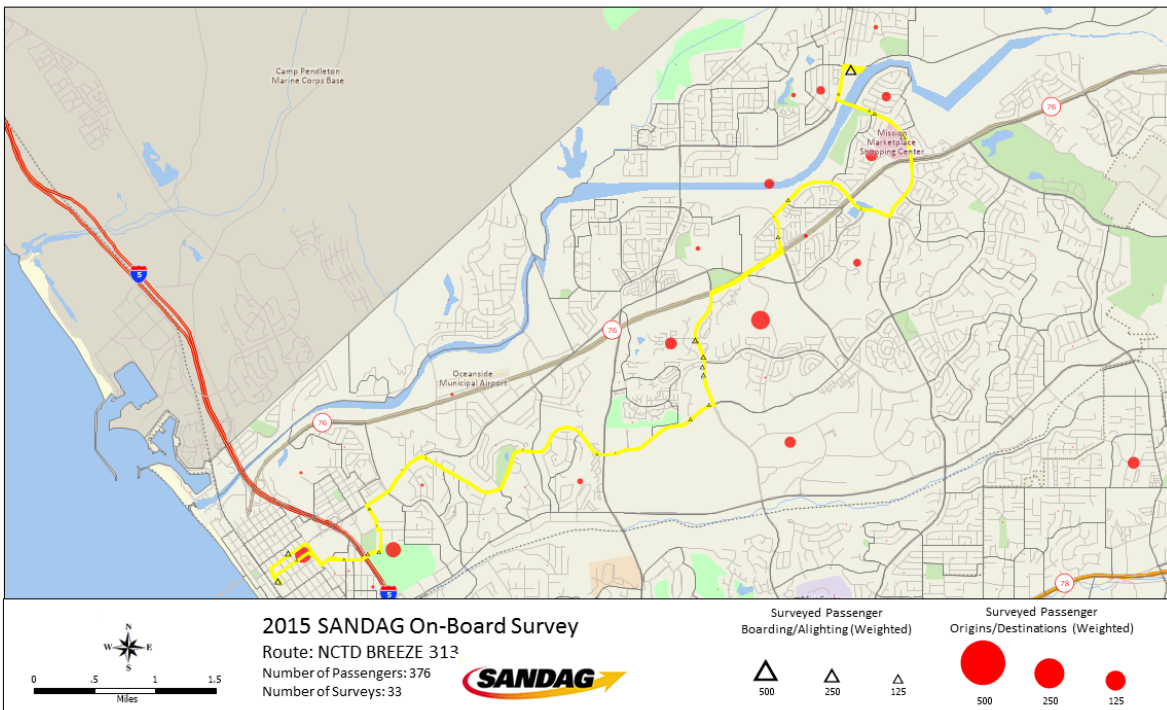 Camp Pendleton
Marine Corps Base
76
Mission
Marketplace
Shopping Center
5
76
Oceanside
Municipal Airport
76
5
78
2015 SANDAG On-Board Survey
Route: NCTD BREEZE 313
Number of Passengers: 376
Number of Surveys: 33
SANDAG
N
W E
S
0 .5 1 1.5
Miles
Surveyed Passenger
Boarding/Alighting (Weighted)
500 250 125
Surveyed Passenger
Origins/Destinations (Weighted)
500 250 125